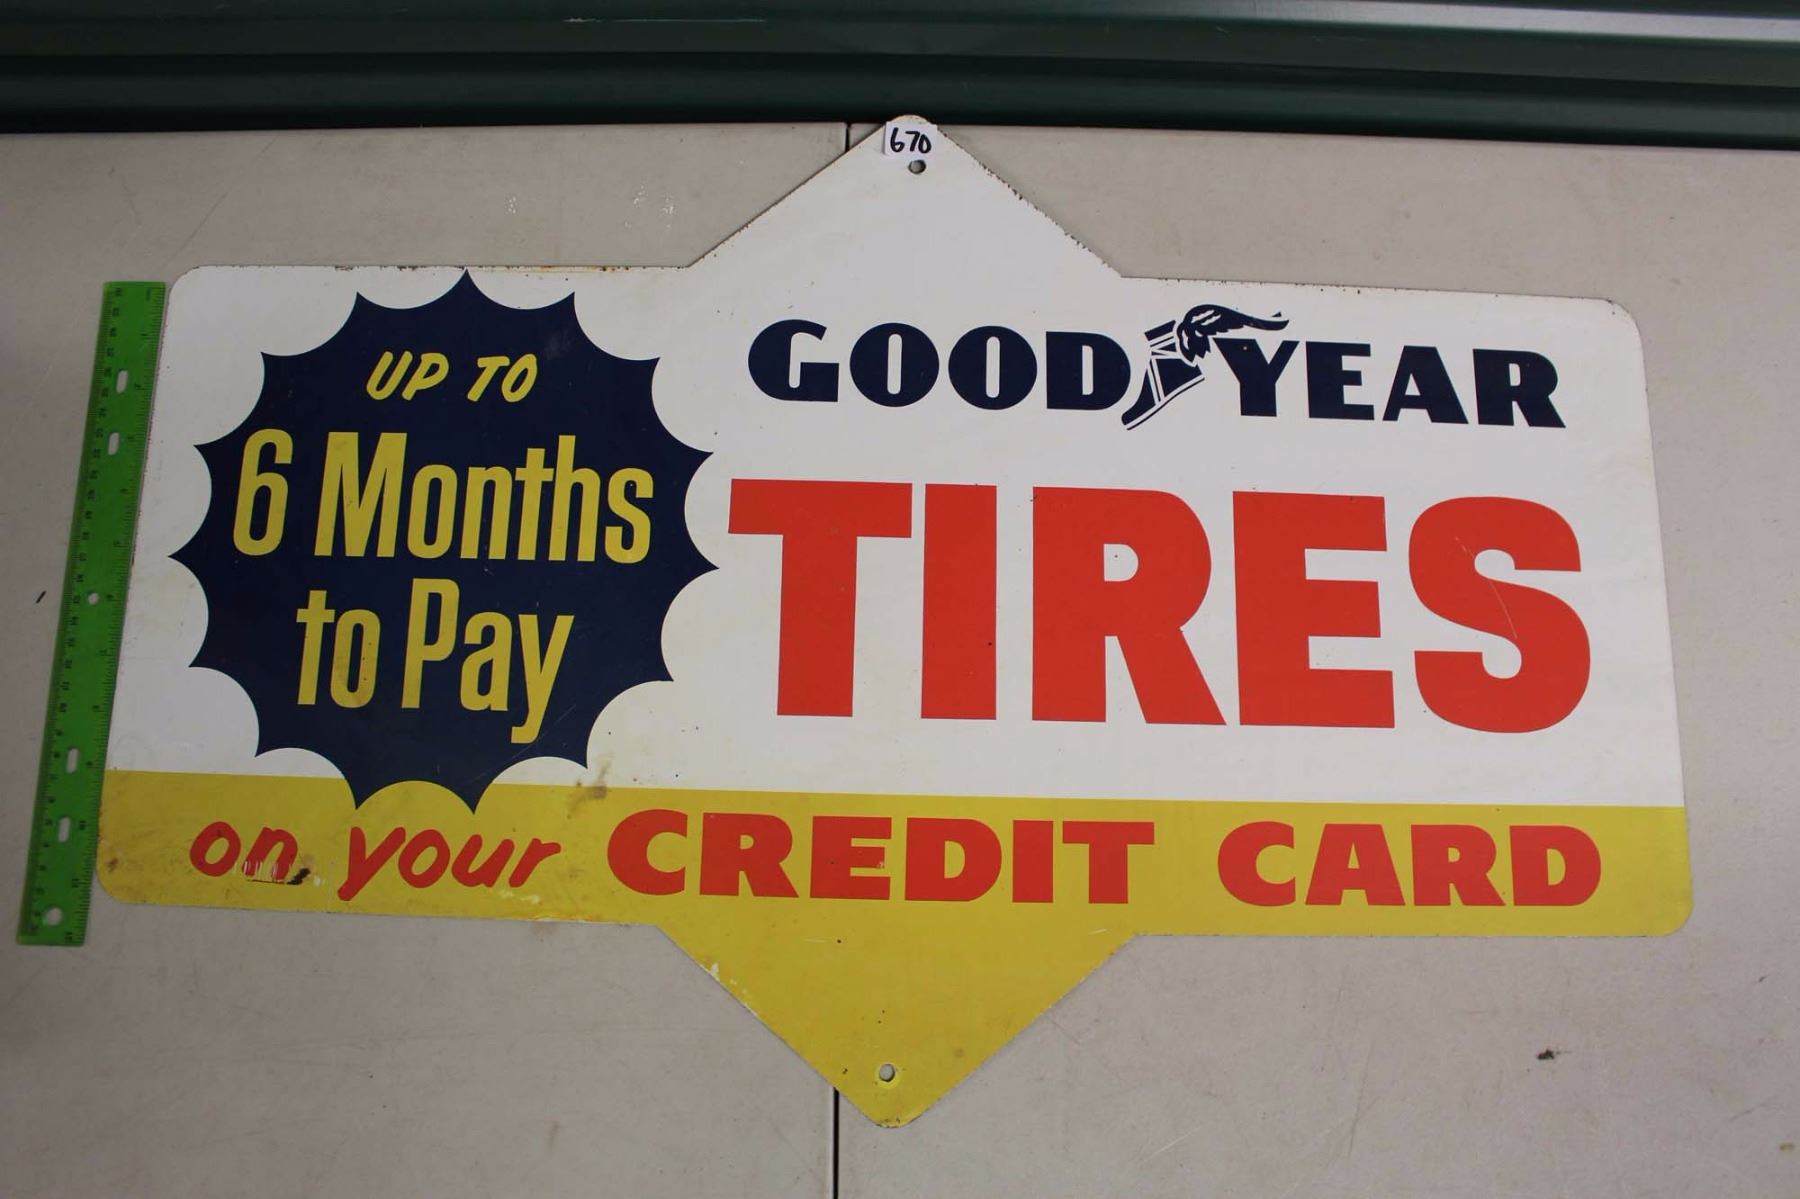 670
UP TO
6 Months
to Pay
GOOD YEAR
TIRES
on your CREDIT CARD